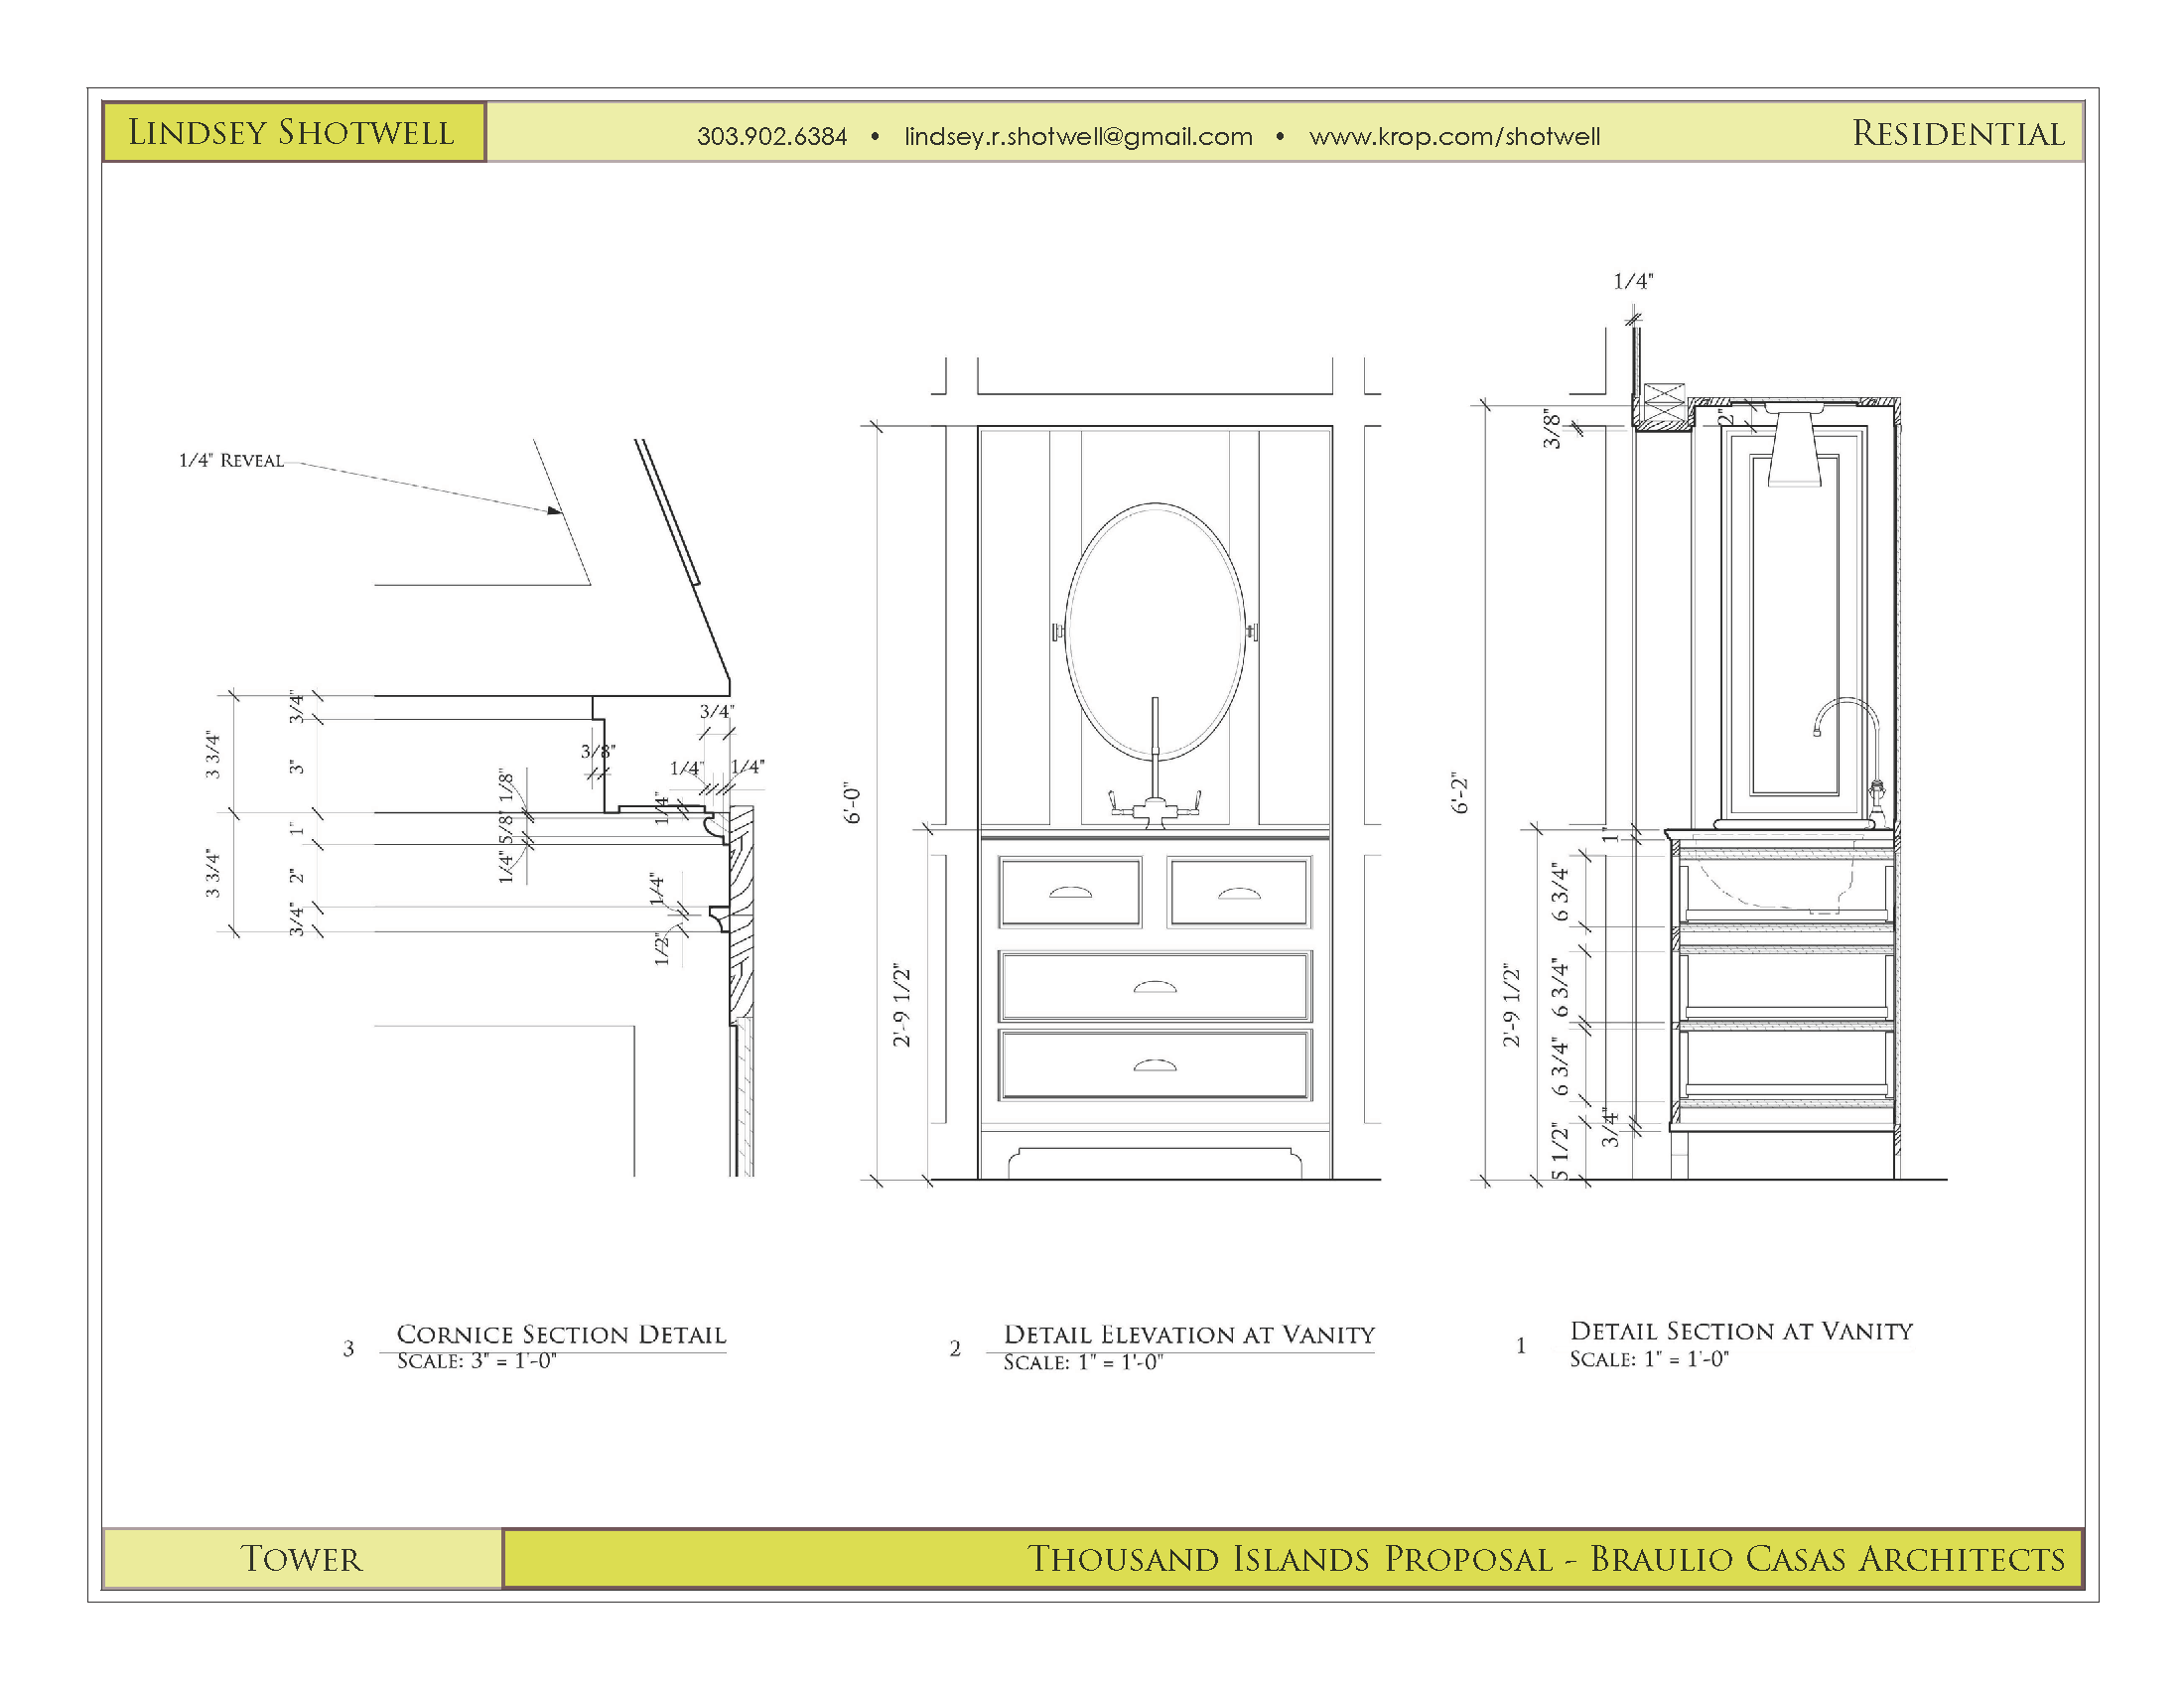 LINDSEY SHOTWELL
303.902.6384 • lindsey.r.shotwell@gmail.com • www.krop.com/shotwell
RESIDENTIAL
1/4" REVEAL
3 3/4"
3 3/4"
3/4"
3"
1"
2"
3/4"
1/8"
5/8"
1/4"
3/8"
3/4"
1/4"
1/4"
1/4"
1/4"
1/2"
3 CORNICE SECTION DETAIL
SCALE: 3" = 1'-0"
6'-0"
2'-9 1/2"
2 DETAIL ELEVATION AT VANITY
SCALE: 1" = 1'-0"
1/4"
3/8"
2"
6'-2"
2'-9 1/2"
1"
6 3/4"
6 3/4"
6 3/4"
5 1/2"
3/4"
1 DETAIL SECTION AT VANITY
SCALE: 1" = 1'-0"
TOWER
THOUSAND ISLANDS PROPOSAL - BRAULIO CASAS ARCHITECTS